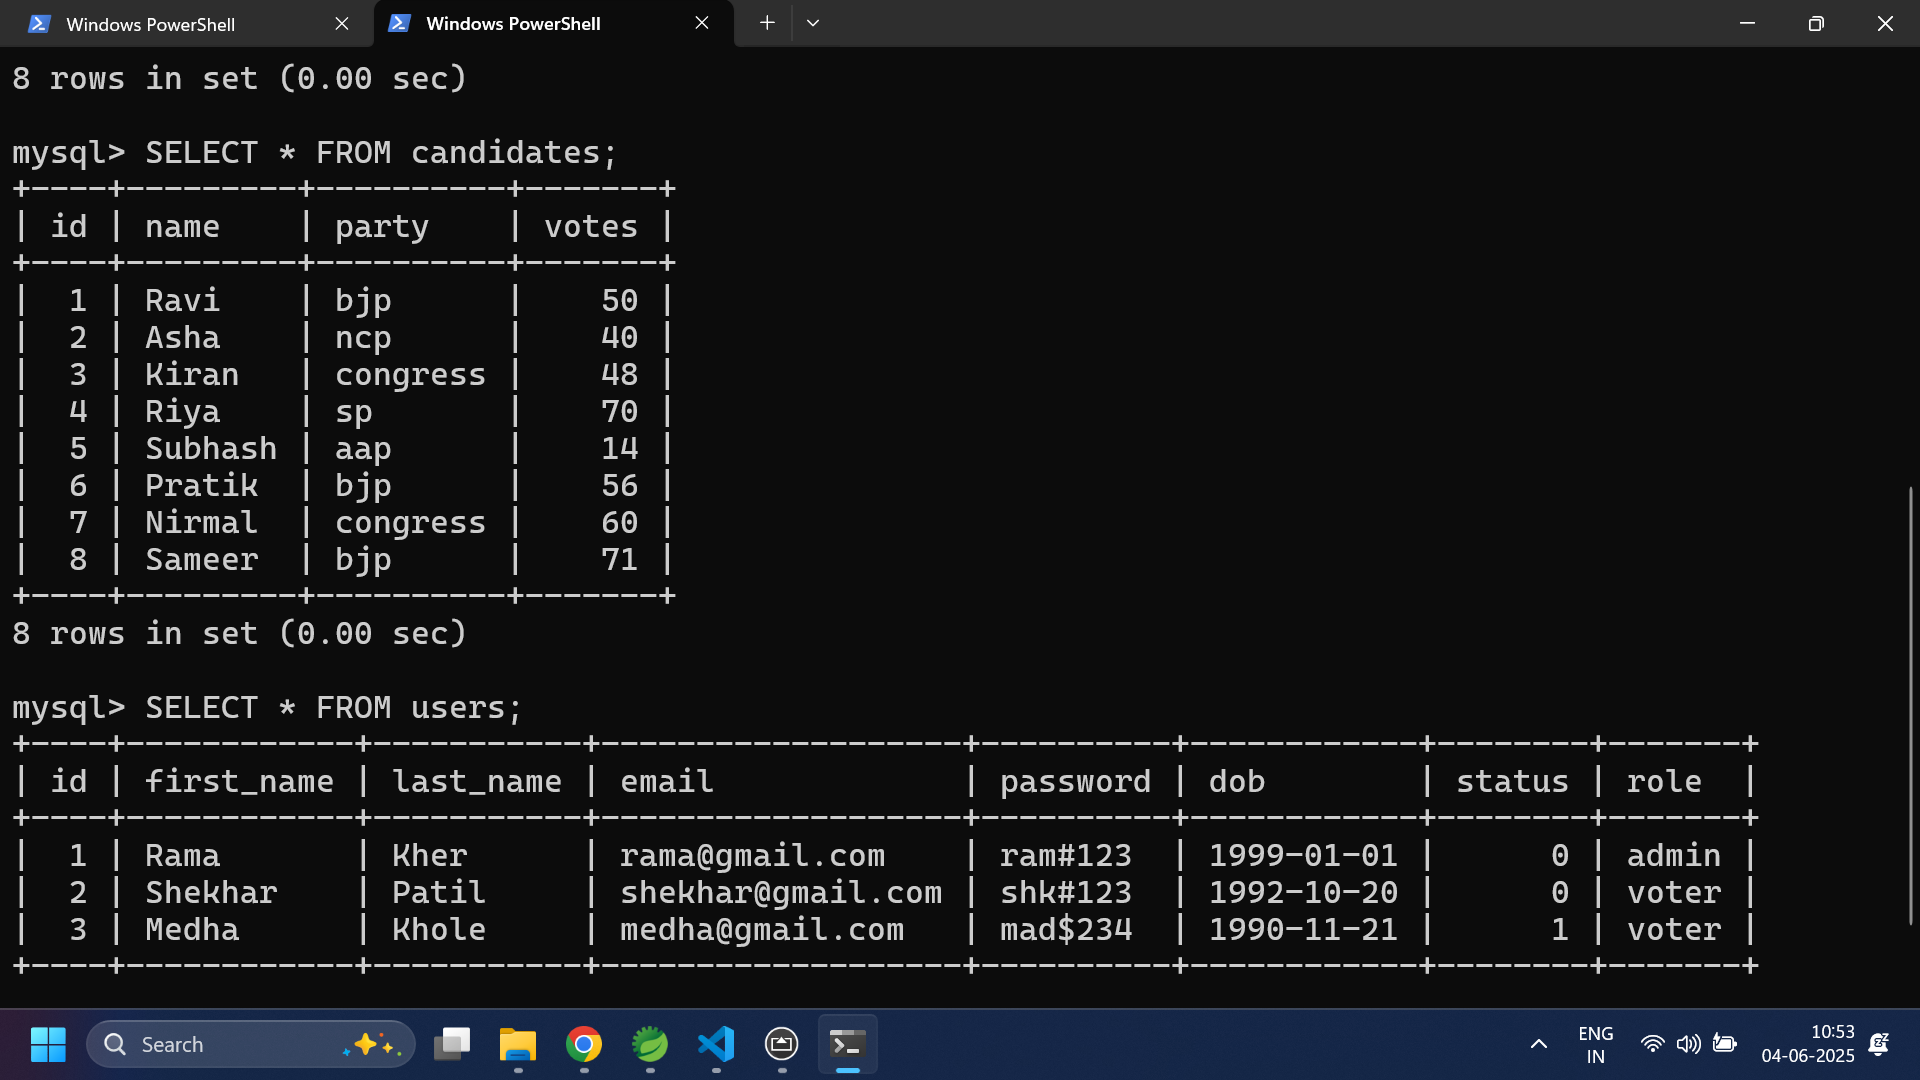 Windows PowerShell
Windows PowerShell
8 rows in set (0.00 sec)
mysql> SELECT * FROM candidates;
+----+---------+----------+-------+
| id | name    | party    | votes |
+----+---------+----------+-------+
|  1 | Ravi    | bjp      |    50 |
|  2 | Asha    | ncp      |    40 |
|  3 | Kiran   | congress |    48 |
|  4 | Riya    | sp       |    70 |
|  5 | Subhash | aap      |    14 |
|  6 | Pratik  | bjp      |    56 |
|  7 | Nirmal  | congress |    60 |
|  8 | Sameer  | bjp      |    71 |
+----+---------+----------+-------+
8 rows in set (0.00 sec)
mysql> SELECT * FROM users;
+----+------------+-----------+-------------------+----------+------------+--------+-------+
| id | first_name | last_name | email             | password | dob        | status | role  |
+----+------------+-----------+-------------------+----------+------------+--------+-------+
|  1 | Rama       | Kher      | rama@gmail.com    | ram#123  | 1999-01-01 |      0 | admin |
|  2 | Shekhar    | Patil     | shekhar@gmail.com | shk#123  | 1992-10-20 |      0 | voter |
|  3 | Medha      | Khole     | medha@gmail.com   | mad$234  | 1990-11-21 |      1 | voter |
+----+------------+-----------+-------------------+----------+------------+--------+-------+
Search
ENG
IN
10:53
04-06-2025